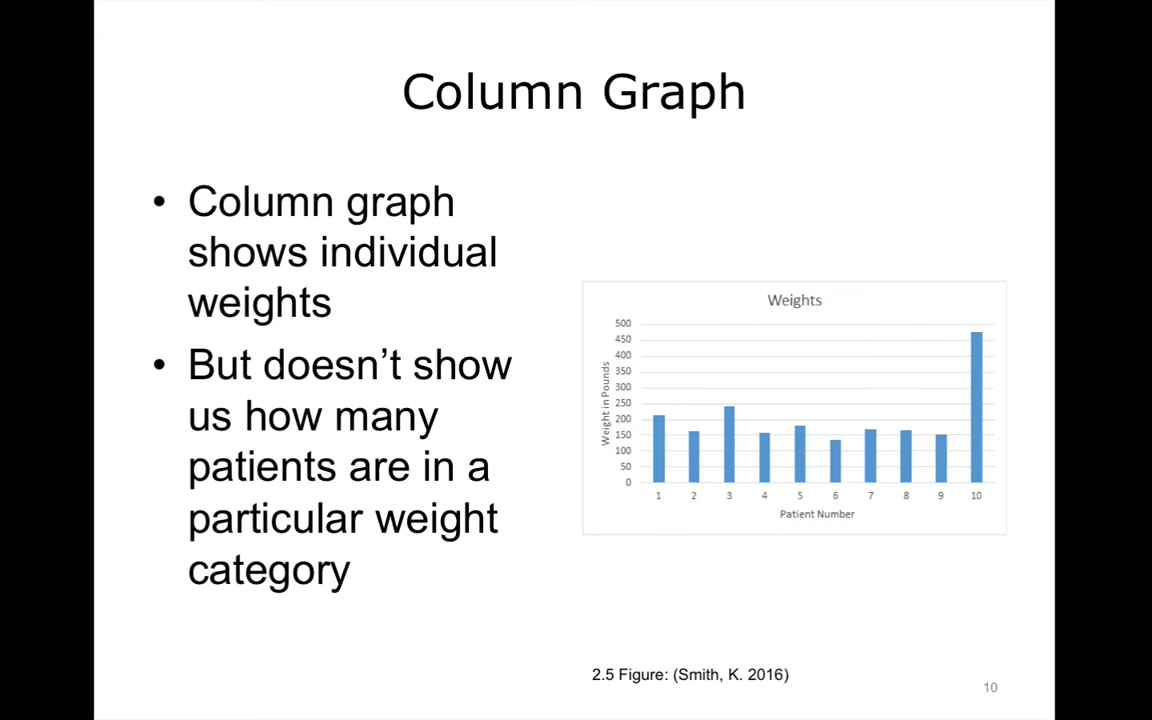 Column Graph
• Column graph
shows individual
weights
• But doesn’t show
us how many
patients are in a
particular weight
category
Weights
Weight in Pounds
500
450
400
350
300
250
200
150
100
50
0
1 2 3 4 5 6 7 8 9 10
Patient Number
2.5 Figure: (Smith, K. 2016)
10